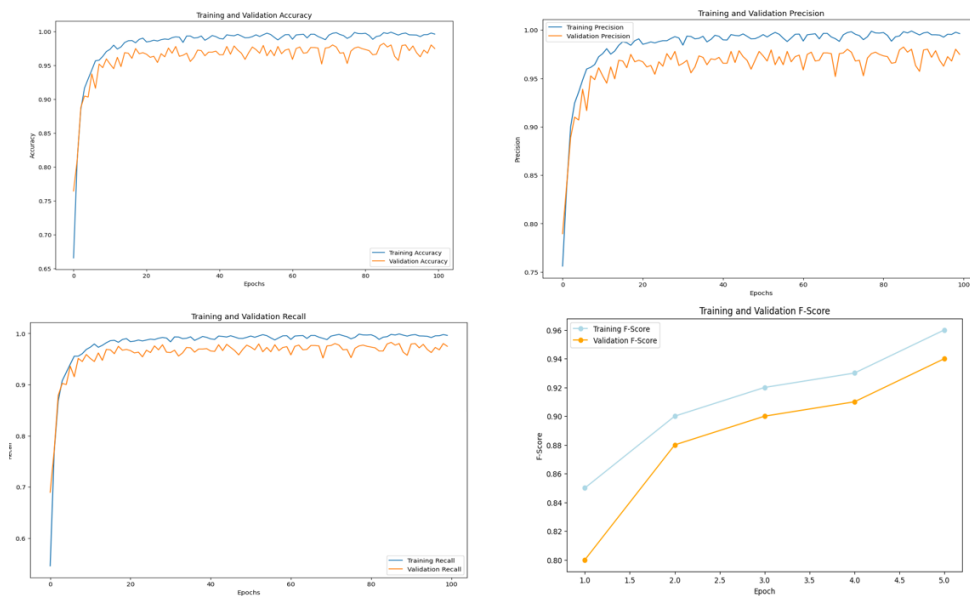 Training and Validation Accuracy
1.00
0.95
0.90
0.85
0.80
0.75
0.70
0.65
Accuracy
Training Accuracy
Validation Accuracy
0
20
40
60
80
100
Epochs
Training and Validation Precision
Training Precision
Validation Precision
1.00
0.95
0.90
0.85
0.80
0.75
Precision
0
20
40
60
80
100
Epochs
Training and Validation Recall
1.0
0.9
0.8
0.7
0.6
Training Recall
Validation Recall
0
20
40
60
80
100
Epochs
Training and Validation F-Score
Training F-Score
Validation F-Score
0.96
0.94
0.92
0.90
0.88
0.86
0.84
0.82
0.80
F-Score
1.0
1.5
2.0
2.5
3.0
3.5
4.0
4.5
5.0
Epoch